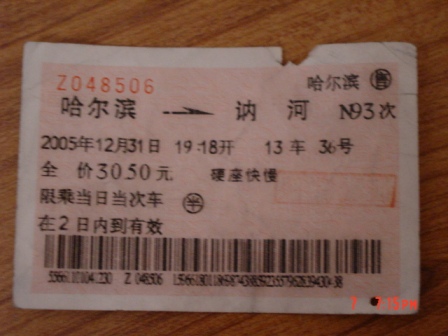 Z048506 哈尔滨 售
哈尔滨 讷河 N93次
2005年12月31日 19:18开 13车 36号
全 价30.50元 硬座快慢
限乘当日当次车 半
在2日内到有效
Z 048506